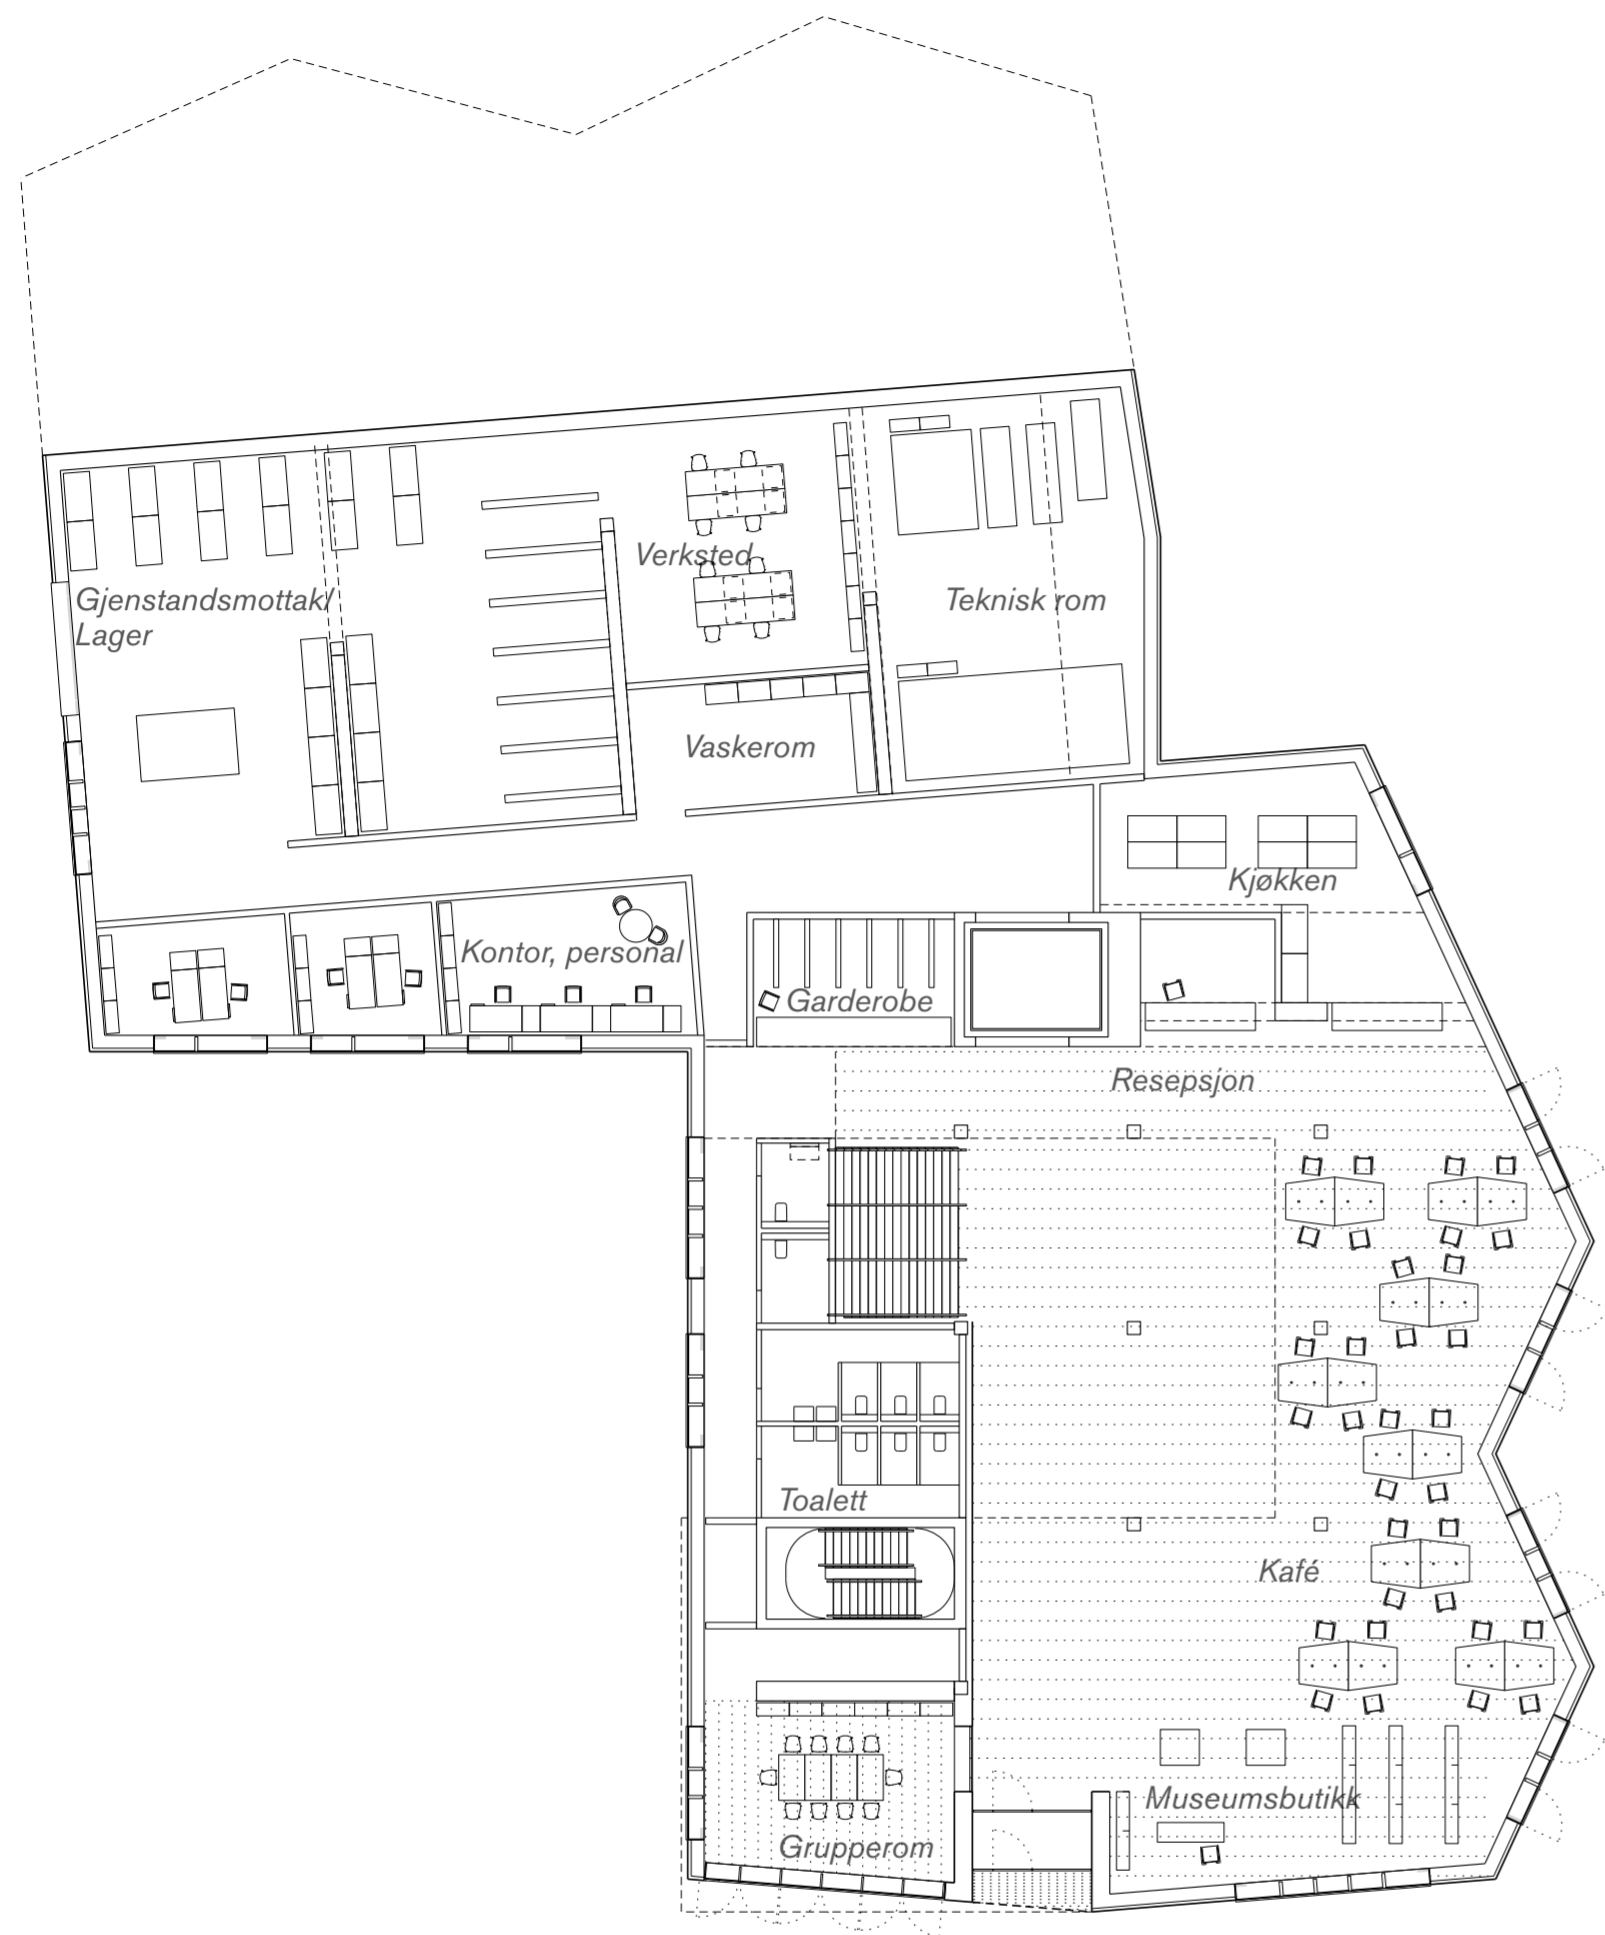 Verksted
Gjenstandsmottak/
Lager
Teknisk rom
Vaskerom
Kjøkken
Kontor, personal
Garderobe
Resepsjon
Toalett
Kafé
Museumsbutikk
Grupperom